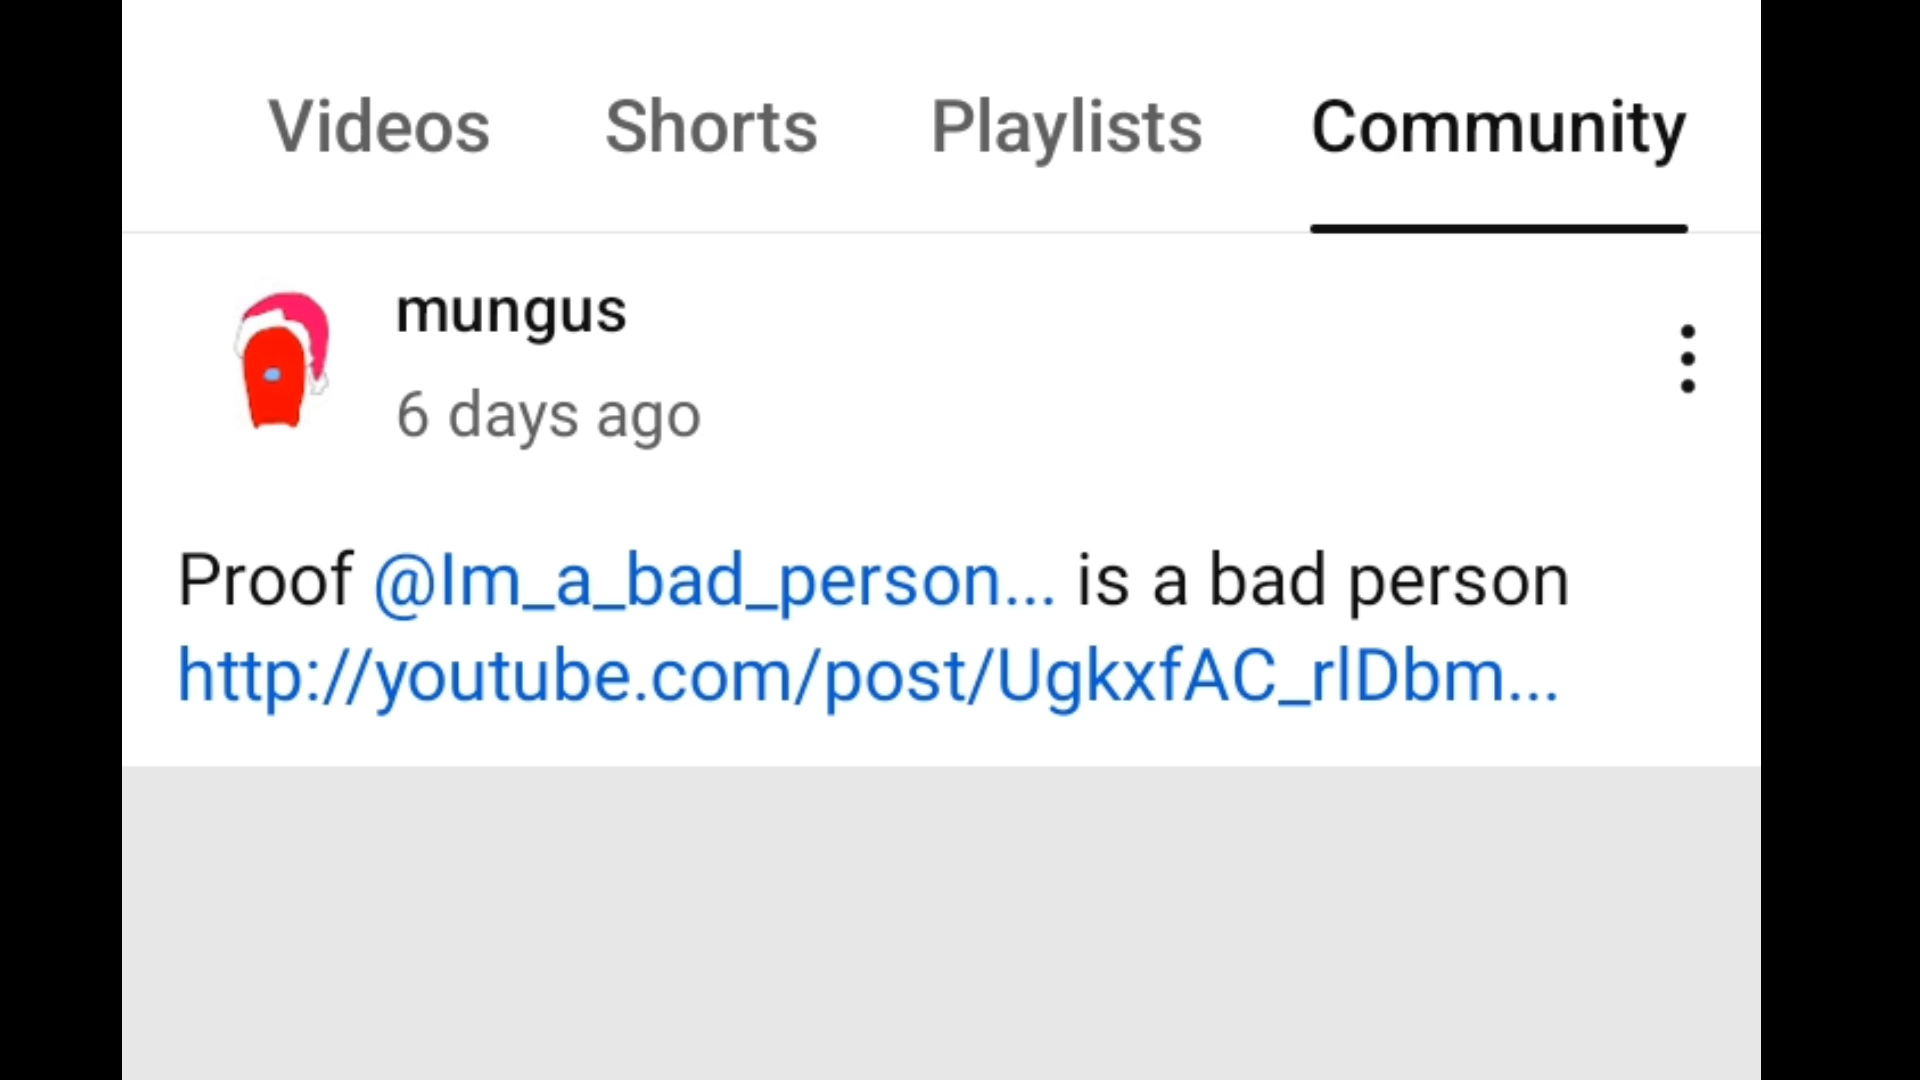 Videos Shorts Playlists Community
mungus
6 days ago
Proof @Im_a_bad_person... is a bad person
http://youtube.com/post/UgkxfAC_rlDbm...